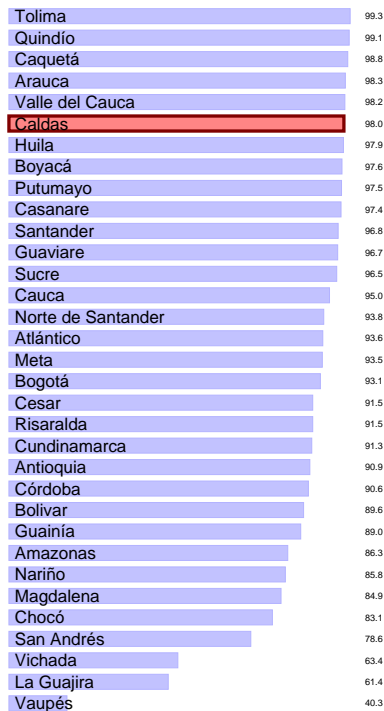 Tolima 99.3
Quindío 99.1
Caquetá 98.8
Arauca 98.3
Valle del Cauca 98.2
Caldas 98.0
Huila 97.9
Boyacá 97.6
Putumayo 97.5
Casanare 97.4
Santander 96.8
Guaviare 96.7
Sucre 96.5
Cauca 95.0
Norte de Santander 93.8
Atlántico 93.6
Meta 93.5
Bogotá 93.1
Cesar 91.5
Risaralda 91.5
Cundinamarca 91.3
Antioquia 90.9
Córdoba 90.6
Bolivar 89.6
Guainía 89.0
Amazonas 86.3
Nariño 85.8
Magdalena 84.9
Chocó 83.1
San Andrés 78.6
Vichada 63.4
La Guajira 61.4
Vaupés 40.3